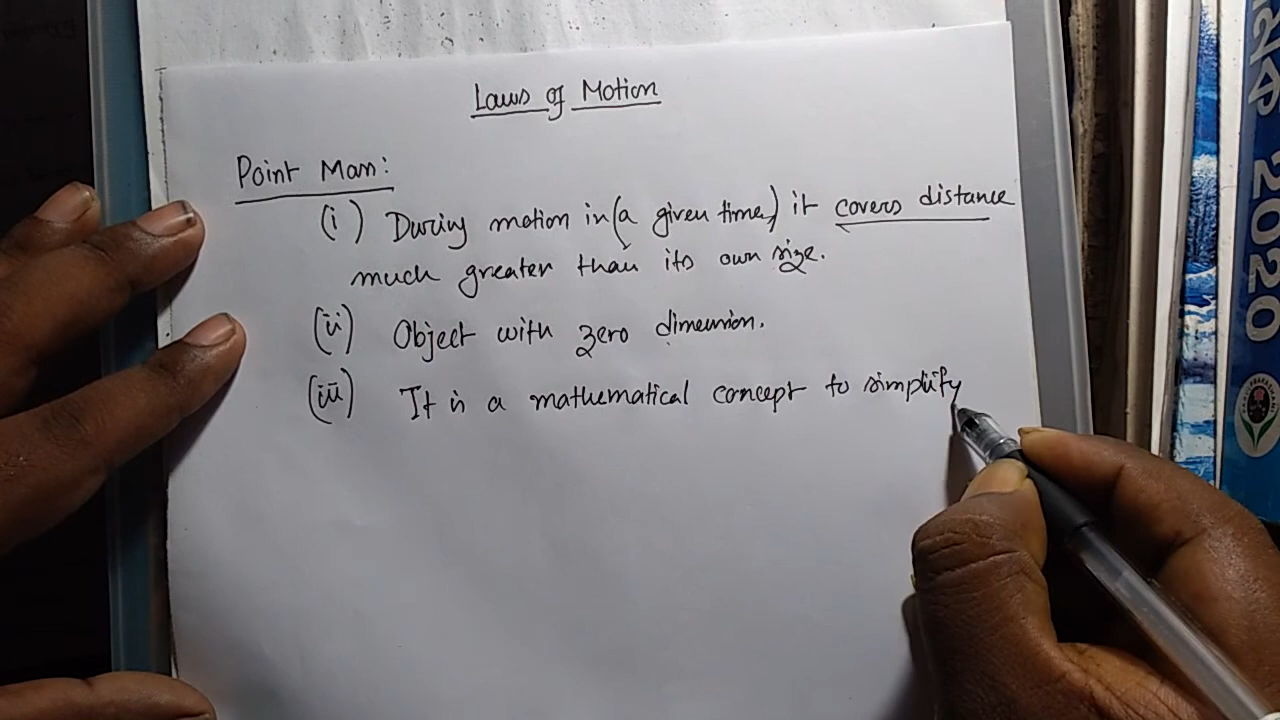 Laws of Motion
Point Mass:
(i) During motion in (a given time) it covers distance
much greater than its own size.
(ii) Object with zero dimension.
(iii) It is a mathematical concept to simplify
2020